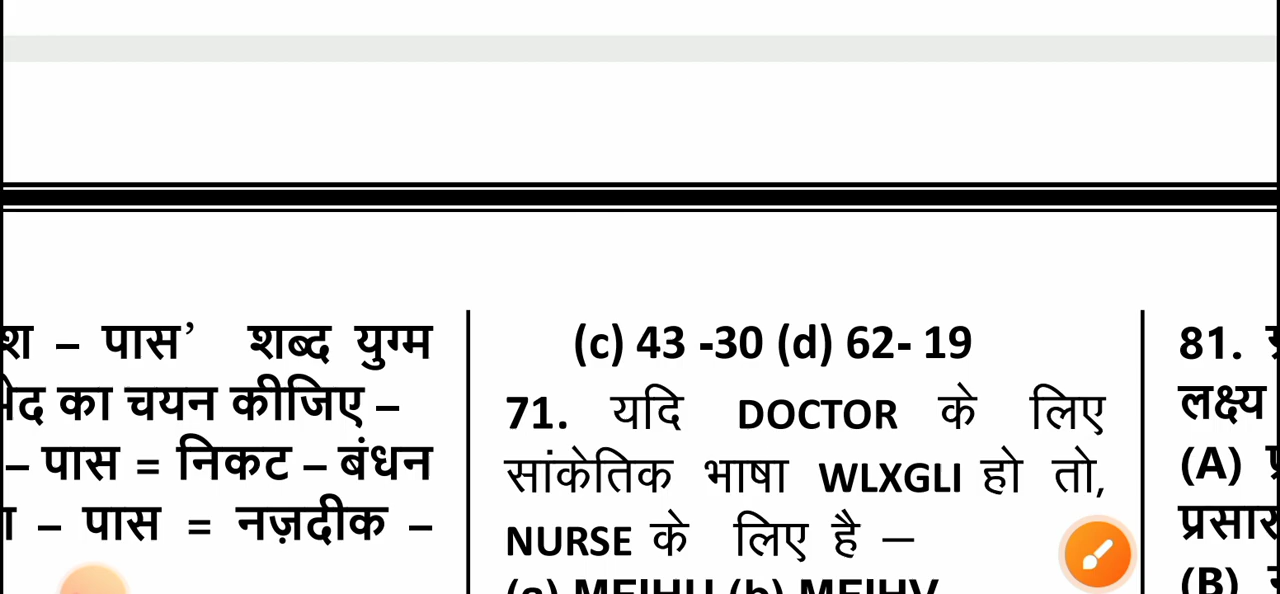 – पास’ शब्द युग्म
का चयन कीजिए –
– पास = निकट – बंधन
– पास = नज़दीक –
(c) 43 -30 (d) 62- 19
71. यदि DOCTOR के लिए
सांकेतिक भाषा WLXGLI हो तो,
NURSE के लिए है –
81.
लक्ष्य
(A)
प्रसार
(B)